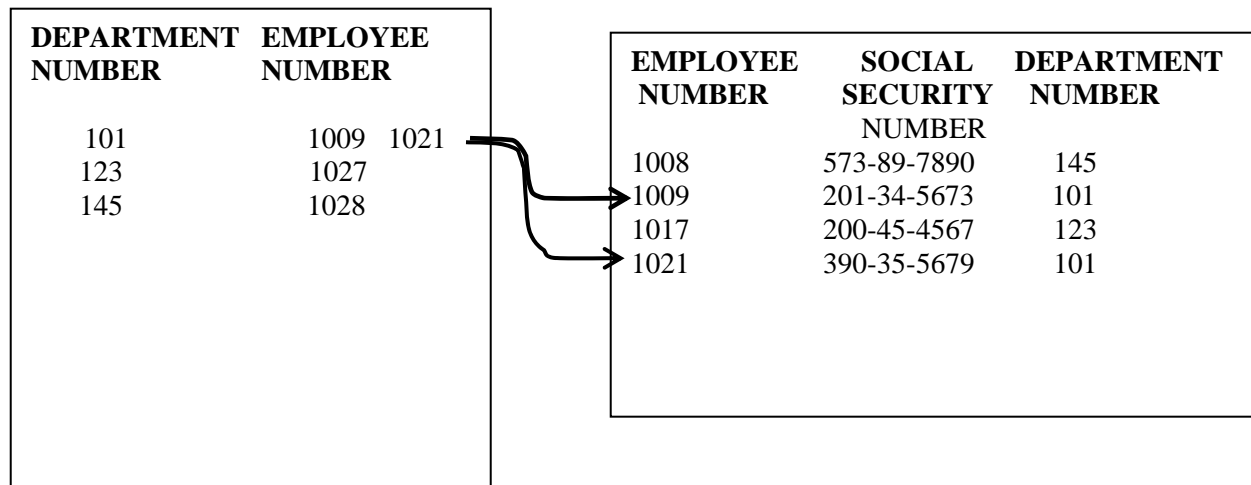 DEPARTMENT EMPLOYEE
NUMBER NUMBER
101 1009 1021
123 1027
145 1028
EMPLOYEE SOCIAL DEPARTMENT
NUMBER SECURITY NUMBER
NUMBER
1008 573-89-7890 145
1009 201-34-5673 101
1017 200-45-4567 123
1021 390-35-5679 101